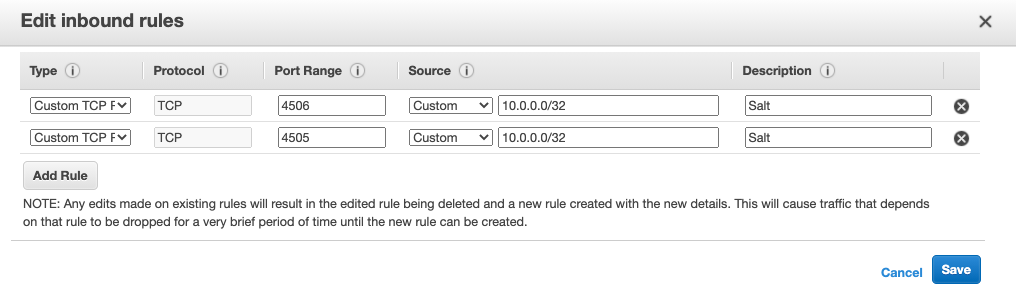 Edit inbound rules
Type Protocol Port Range Source Description
Custom TCP F TCP 4506 Custom 10.0.0.0/32 Salt
Custom TCP F TCP 4505 Custom 10.0.0.0/32 Salt
Add Rule
NOTE: Any edits made on existing rules will result in the edited rule being deleted and a new rule created with the new details. This will cause traffic that depends
on that rule to be dropped for a very brief period of time until the new rule can be created.
Cancel Save